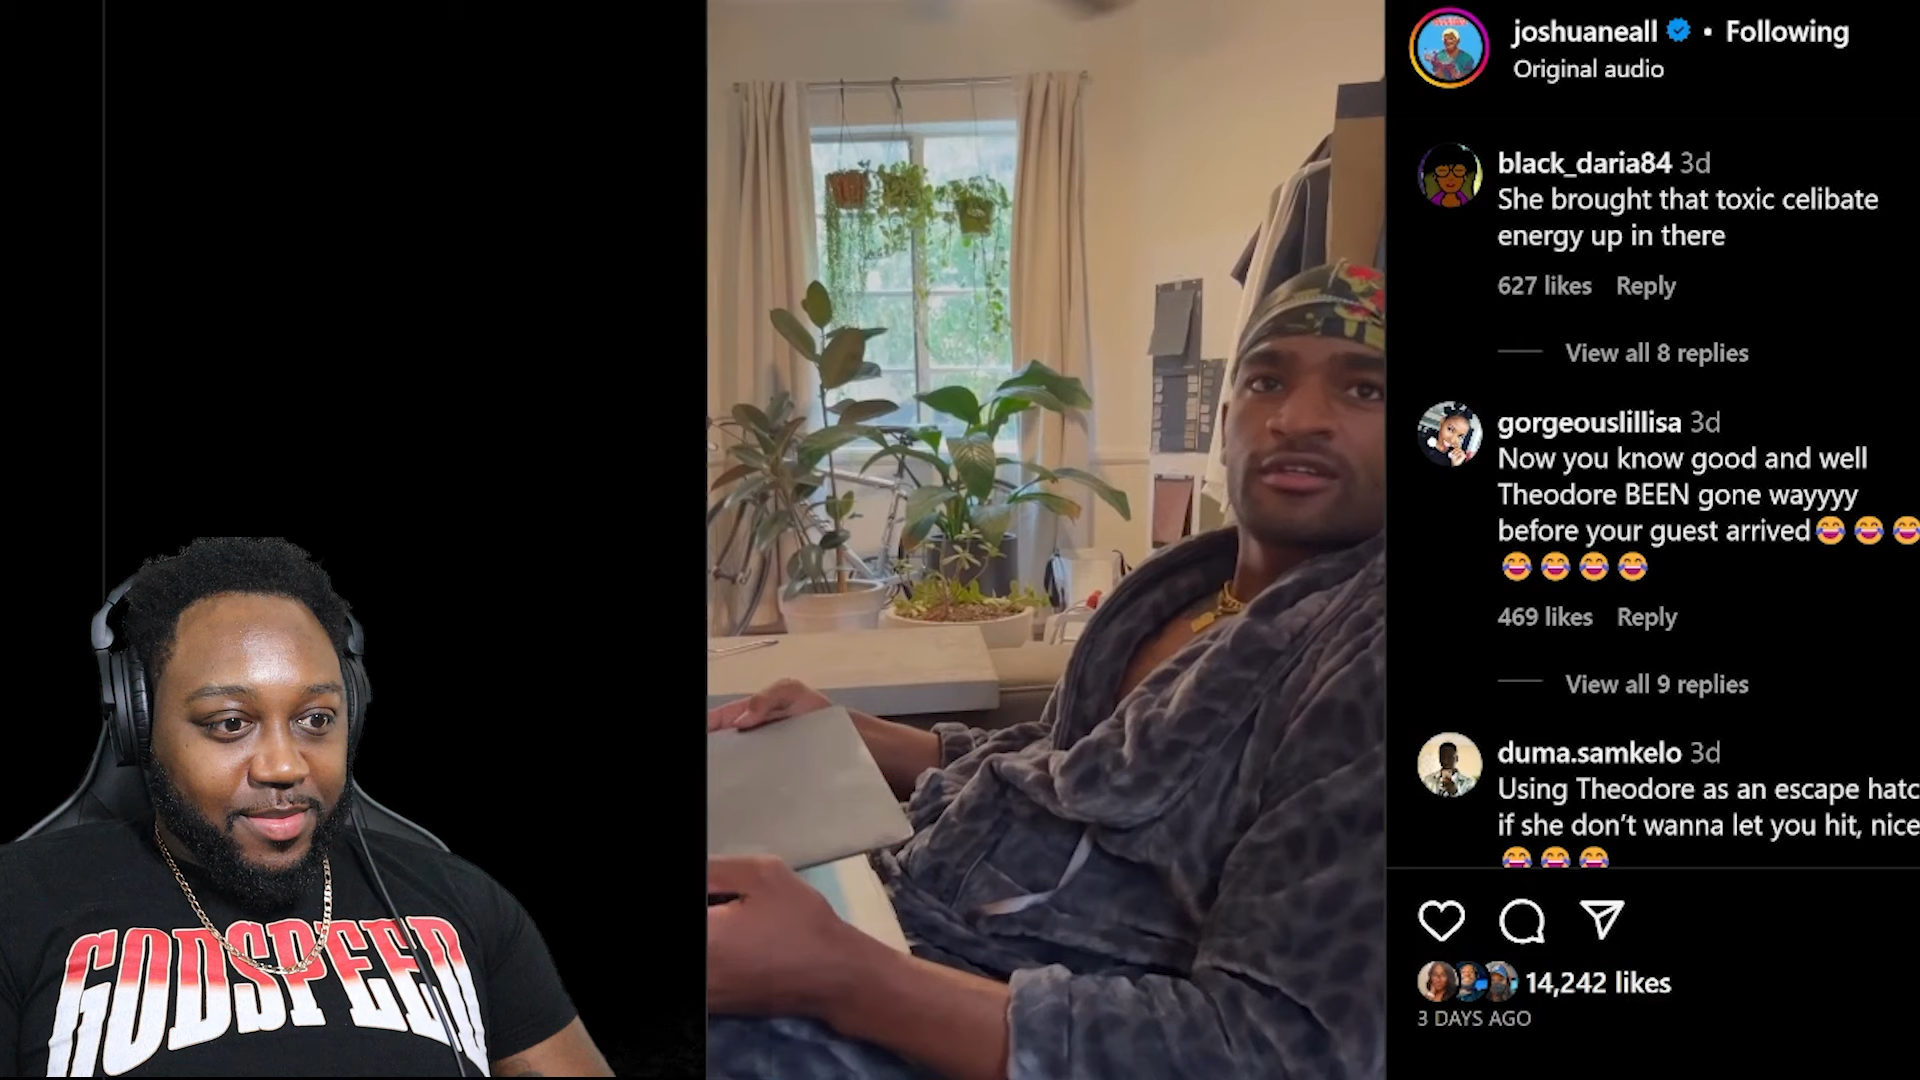 joshuaneall • Following
Original audio
black_daria84 3d
She brought that toxic celibate
energy up in there
627 likes Reply
View all 8 replies
gorgeouslillisa 3d
Now you know good and well
Theodore BEEN gone wayyyy
before your guest arrived😂😂😂
😂😂😂😂
469 likes Reply
View all 9 replies
duma.samkelo 3d
Using Theodore as an escape hatc
if she don't wanna let you hit, nice
😂😂😂
14,242 likes
3 DAYS AGO
GODSPEED